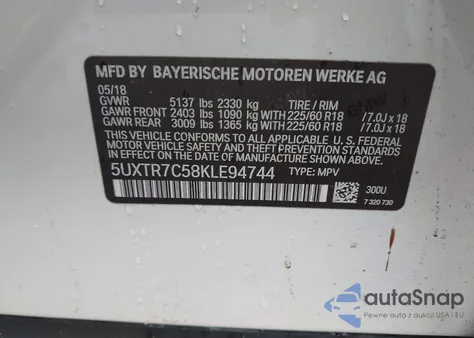 MFD BY BAYERISCHE MOTOREN WERKE AG
05/18
GVWR 5137 lbs 2330 kg TIRE / RIM
GAWR FRONT 2403 lbs 1090 kg WITH 225/60 R18 /7.0J x 18
GAWR REAR 3009 lbs 1365 kg WITH 225/60 R18 /7.0J x 18
THIS VEHICLE CONFORMS TO ALL APPLICABLE U.S. FEDERAL
MOTOR VEHICLE SAFETY STANDARDS IN EFFECT
ON THE DATE OF MANUFACTURE SHOWN ABOVE.
5UXTR7C58KLE94744 TYPE: MPV
300U
7 320 730
autoSnap
Pewne auta z aukcji USA i EU